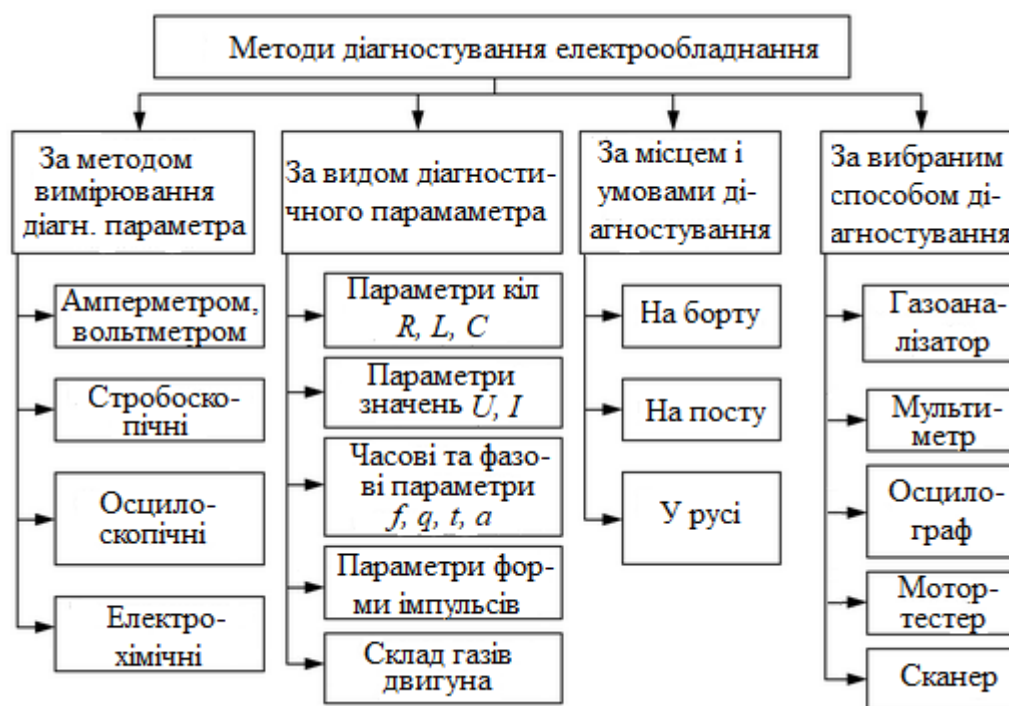 Методи діагностування електрообладнання
За методом
вимірювання
діагн. параметра
Амперметром,
вольтметром
Стробоско-
пічні
Осцило-
скопічні
Електро-
хімічні
За видом діагности-
чного парамаметра
Параметри кіл
R, L, C
Параметри
значень U, I
Часові та фазо-
ві параметри
f, q, t, a
Параметри фор-
ми імпульсів
Склад газів
двигуна
За місцем і
умовами ді-
агностування
На борту
На посту
У русі
За вибраним
способом ді-
агностування
Газоана-
лізатор
Мульти-
метр
Осцило-
граф
Мотор-
тестер
Сканер